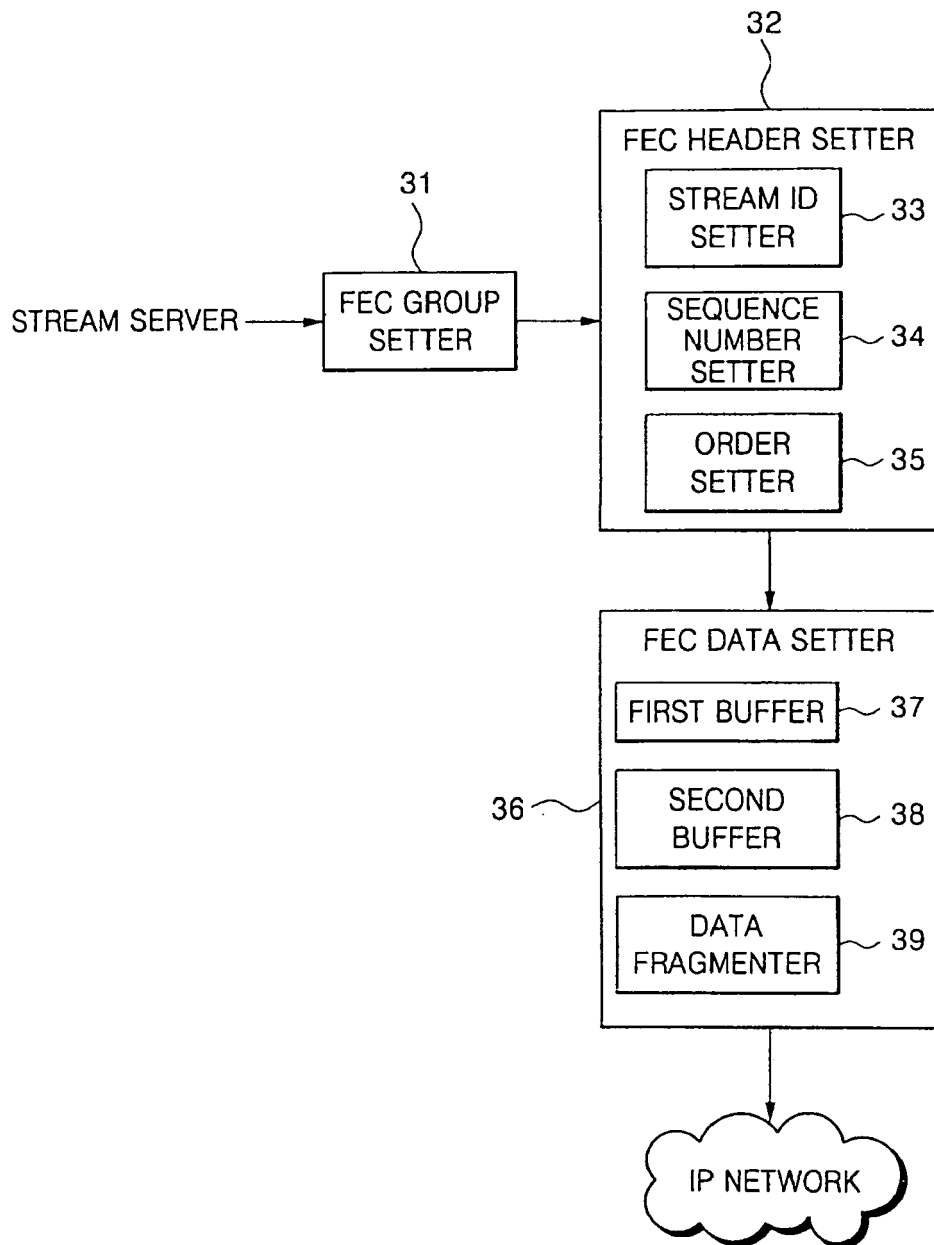 32
FEC HEADER SETTER
STREAM ID
SETTER
33
31
STREAM SERVER
FEC GROUP
SETTER
SEQUENCE
NUMBER
SETTER
34
ORDER
SETTER
35
FEC DATA SETTER
FIRST BUFFER
37
36
SECOND
BUFFER
38
DATA
FRAGMENTER
39
IP NETWORK